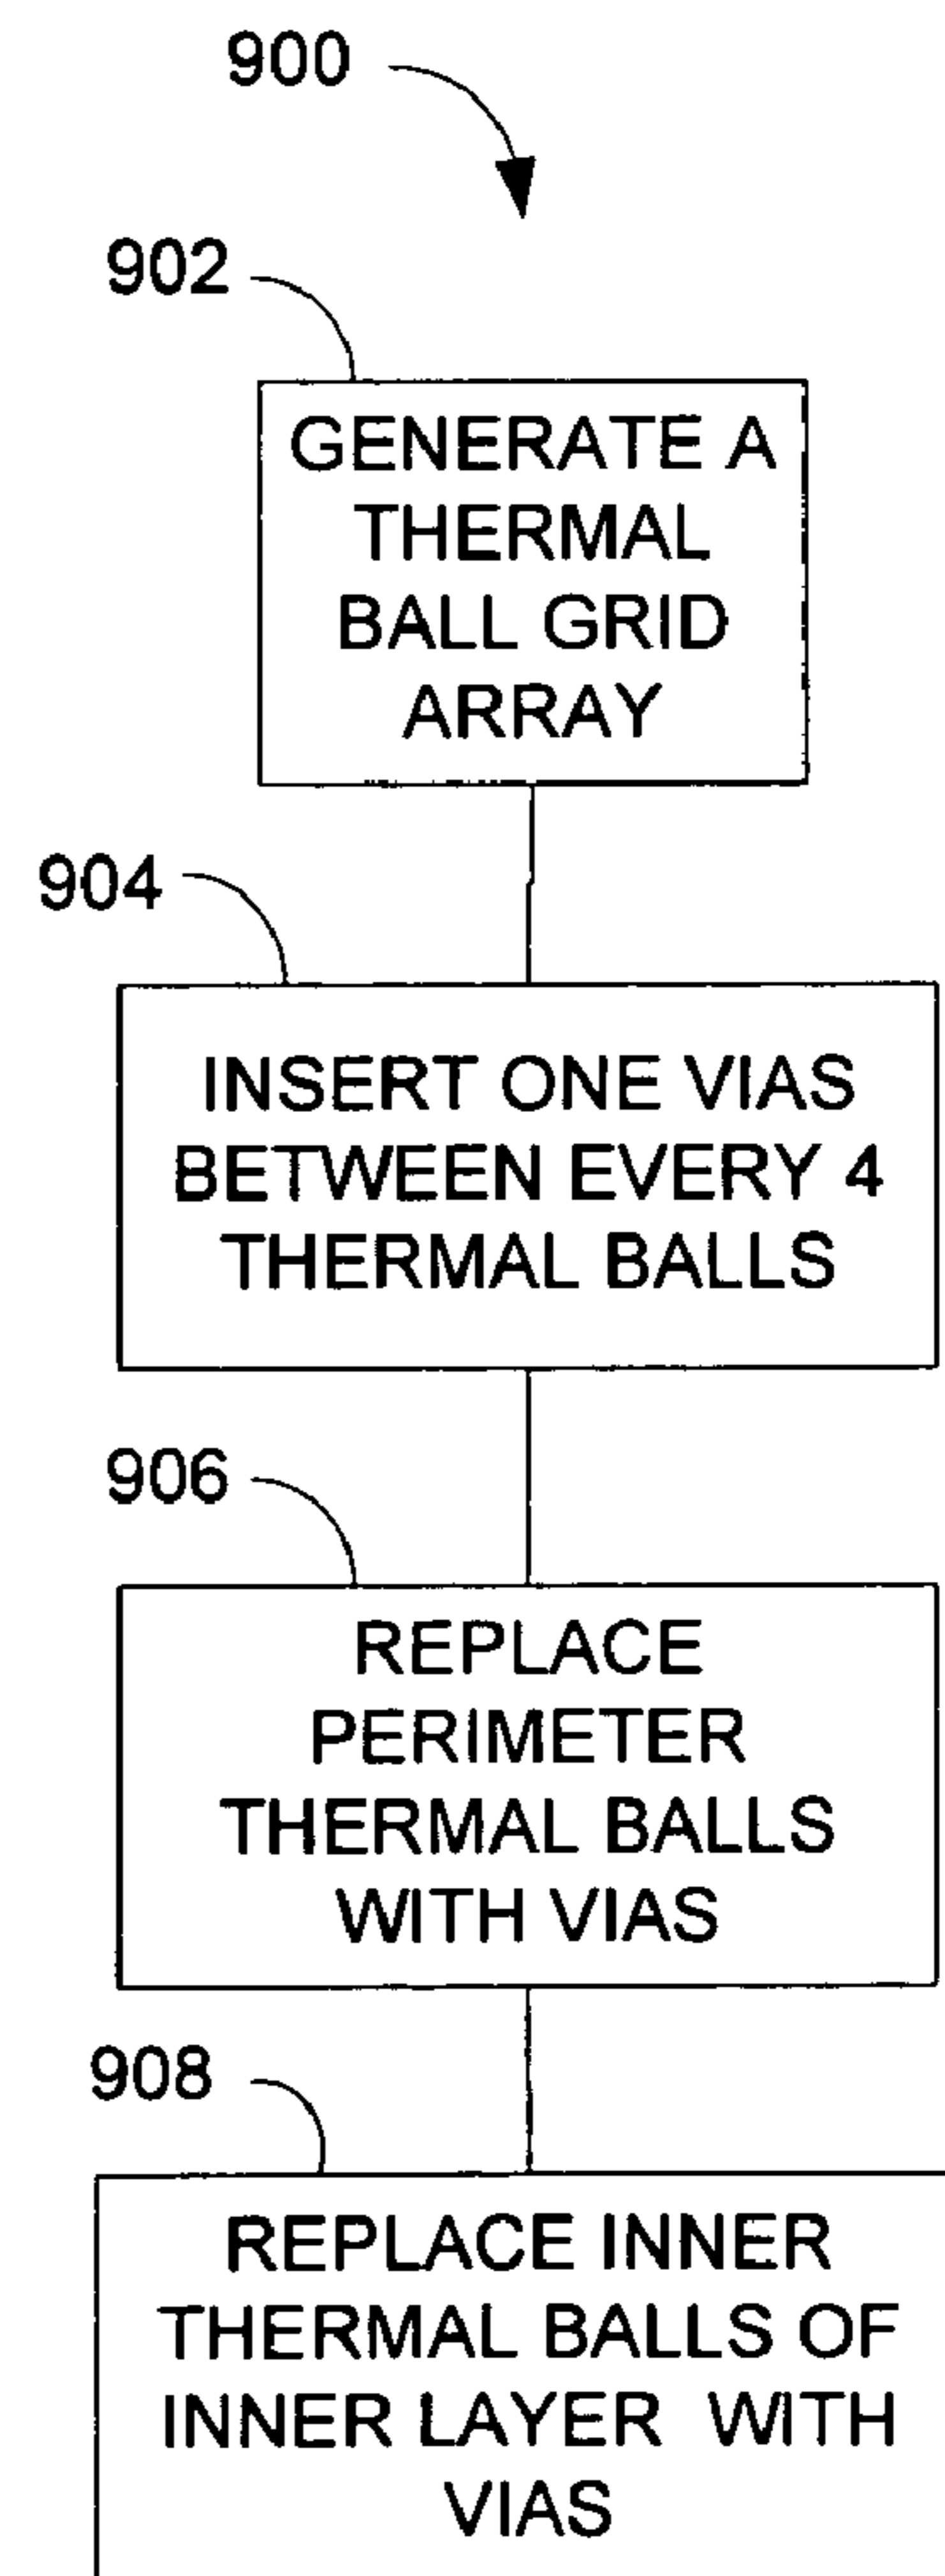 900
902
GENERATE A
THERMAL
BALL GRID
ARRAY
904
INSERT ONE VIAS
BETWEEN EVERY 4
THERMAL BALLS
906
REPLACE
PERIMETER
THERMAL BALLS
WITH VIAS
908
REPLACE INNER
THERMAL BALLS OF
INNER LAYER WITH
VIAS